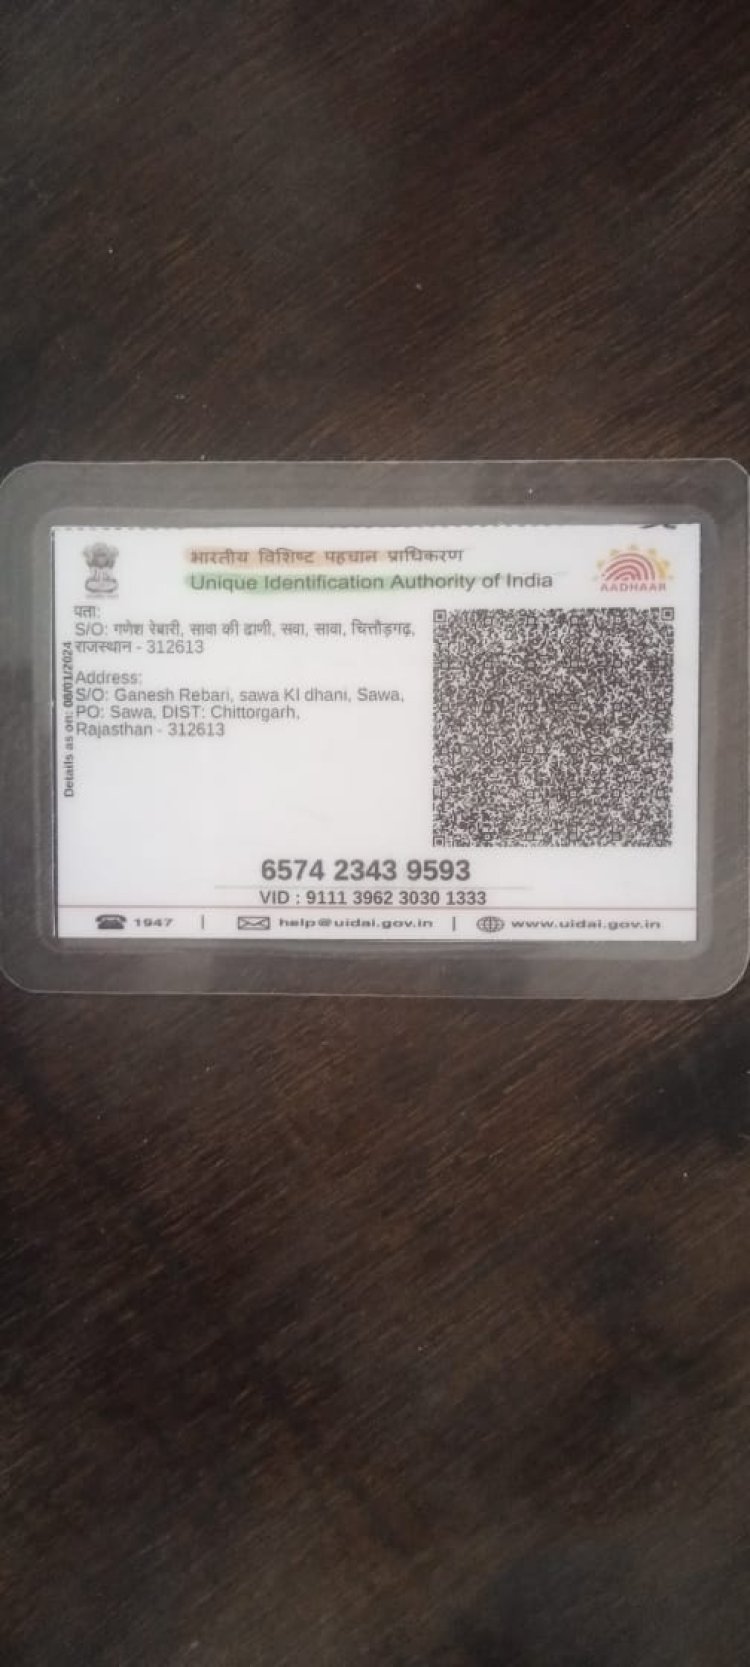 भारतीय विशिष्ट पहचान प्राधिकरण
Unique Identification Authority of India
AADHAAR
पता:
S/O: गणेश रेबारी, सावा की ढाणी, सवा, सावा, चित्तौड़गढ़,
राजस्थान - 312613
Address:
S/O: Ganesh Rebari, sawa KI dhani, Sawa,
PO: Sawa, DIST: Chittorgarh,
Rajasthan - 312613
Details as on: 08/01/2024
6574 2343 9593
VID : 9111 3962 3030 1333
1947 | help@uidai.gov.in | www.uidai.gov.in